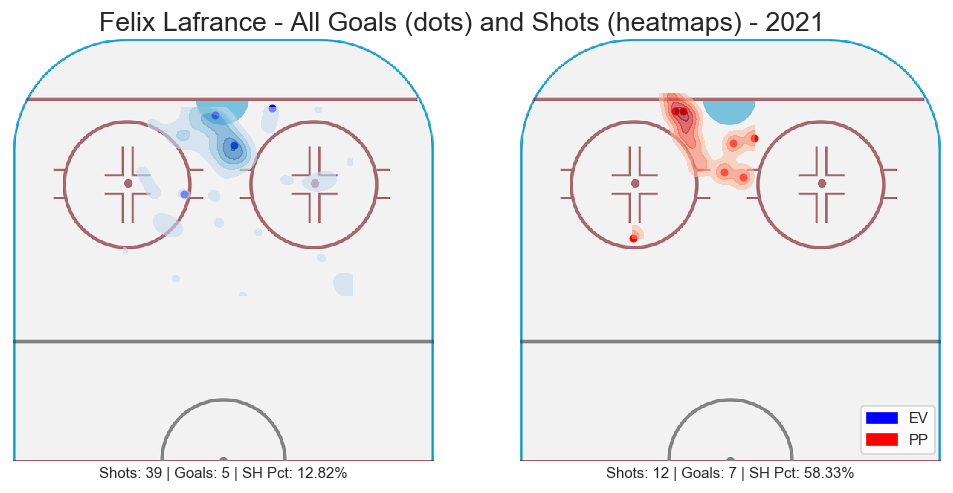 Felix Lafrance - All Goals (dots) and Shots (heatmaps) - 2021
EV
PP
Shots: 39 | Goals: 5 | SH Pct: 12.82%
Shots: 12 | Goals: 7 | SH Pct: 58.33%